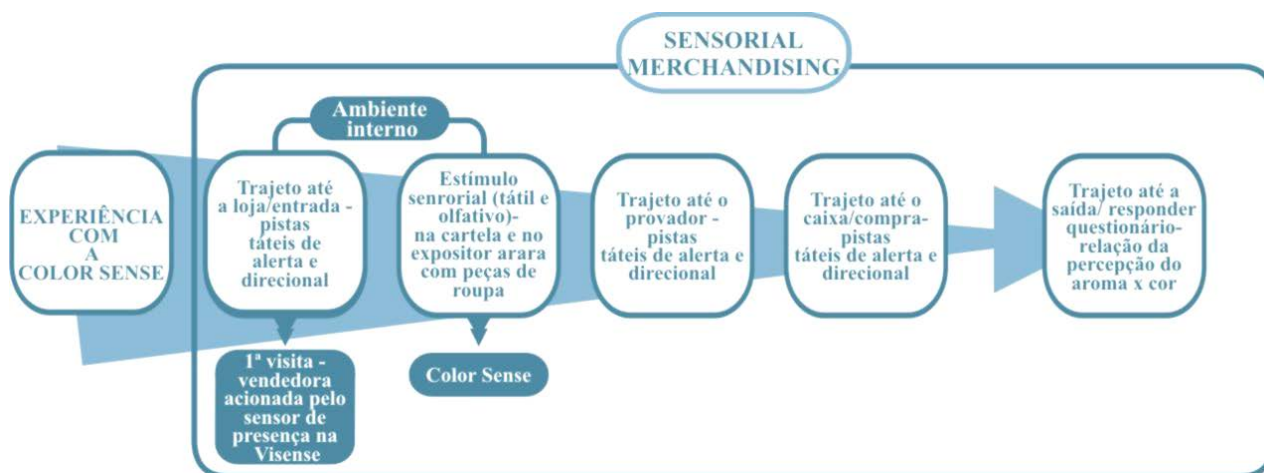 SENSORIAL
MERCHANDISING
Ambiente
interno
EXPERIÊNCIA
COM
A
COLOR SENSE
Trajeto até
a loja/entrada -
pistas
táteis de
alerta e
direcional
Estímulo
senrorial (tátil e
olfativo)-
na cartela e no
expositor arara
com peças de
roupa
Trajeto até o
provador -
pistas
táteis de alerta e
direcional
Trajeto até o
caixa/compra-
pistas
táteis de alerta e
direcional
Trajeto até a
saída/ responder
questionário-
relação da
percepção do
aroma x cor
1ª visita -
vendedora
acionada pelo
sensor de
presença na
Visense
Color Sense